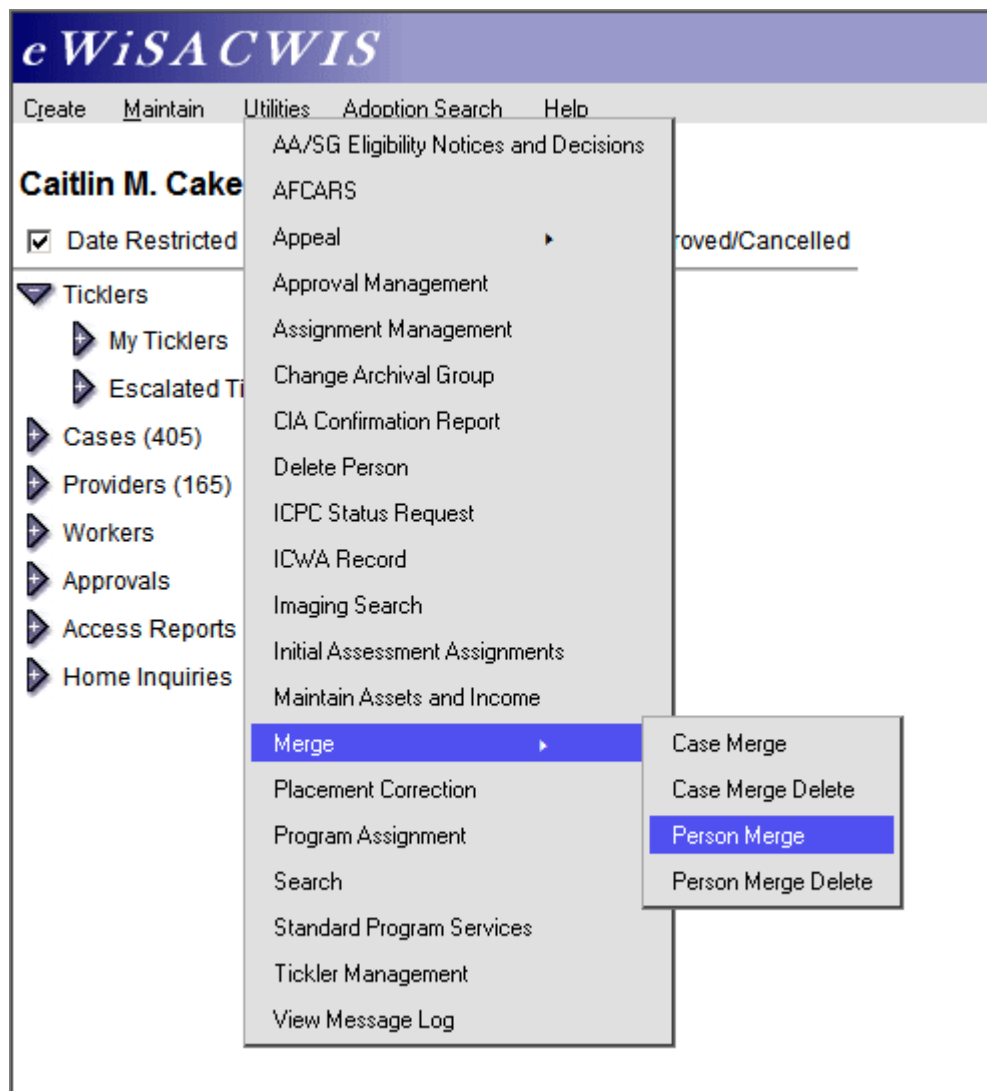 eWiSACWIS
Create Maintain Utilities Adoption Search Help
Caitlin M. Cake
Date Restricted
roved/Cancelled
Ticklers
My Ticklers
Escalated Ti
Cases (405)
Providers (165)
Workers
Approvals
Access Reports
Home Inquiries
AA/SG Eligibility Notices and Decisions
AFCARS
Appeal
Approval Management
Assignment Management
Change Archival Group
CIA Confirmation Report
Delete Person
ICPC Status Request
ICWA Record
Imaging Search
Initial Assessment Assignments
Maintain Assets and Income
Merge
Placement Correction
Program Assignment
Search
Standard Program Services
Tickler Management
View Message Log
Case Merge
Case Merge Delete
Person Merge
Person Merge Delete